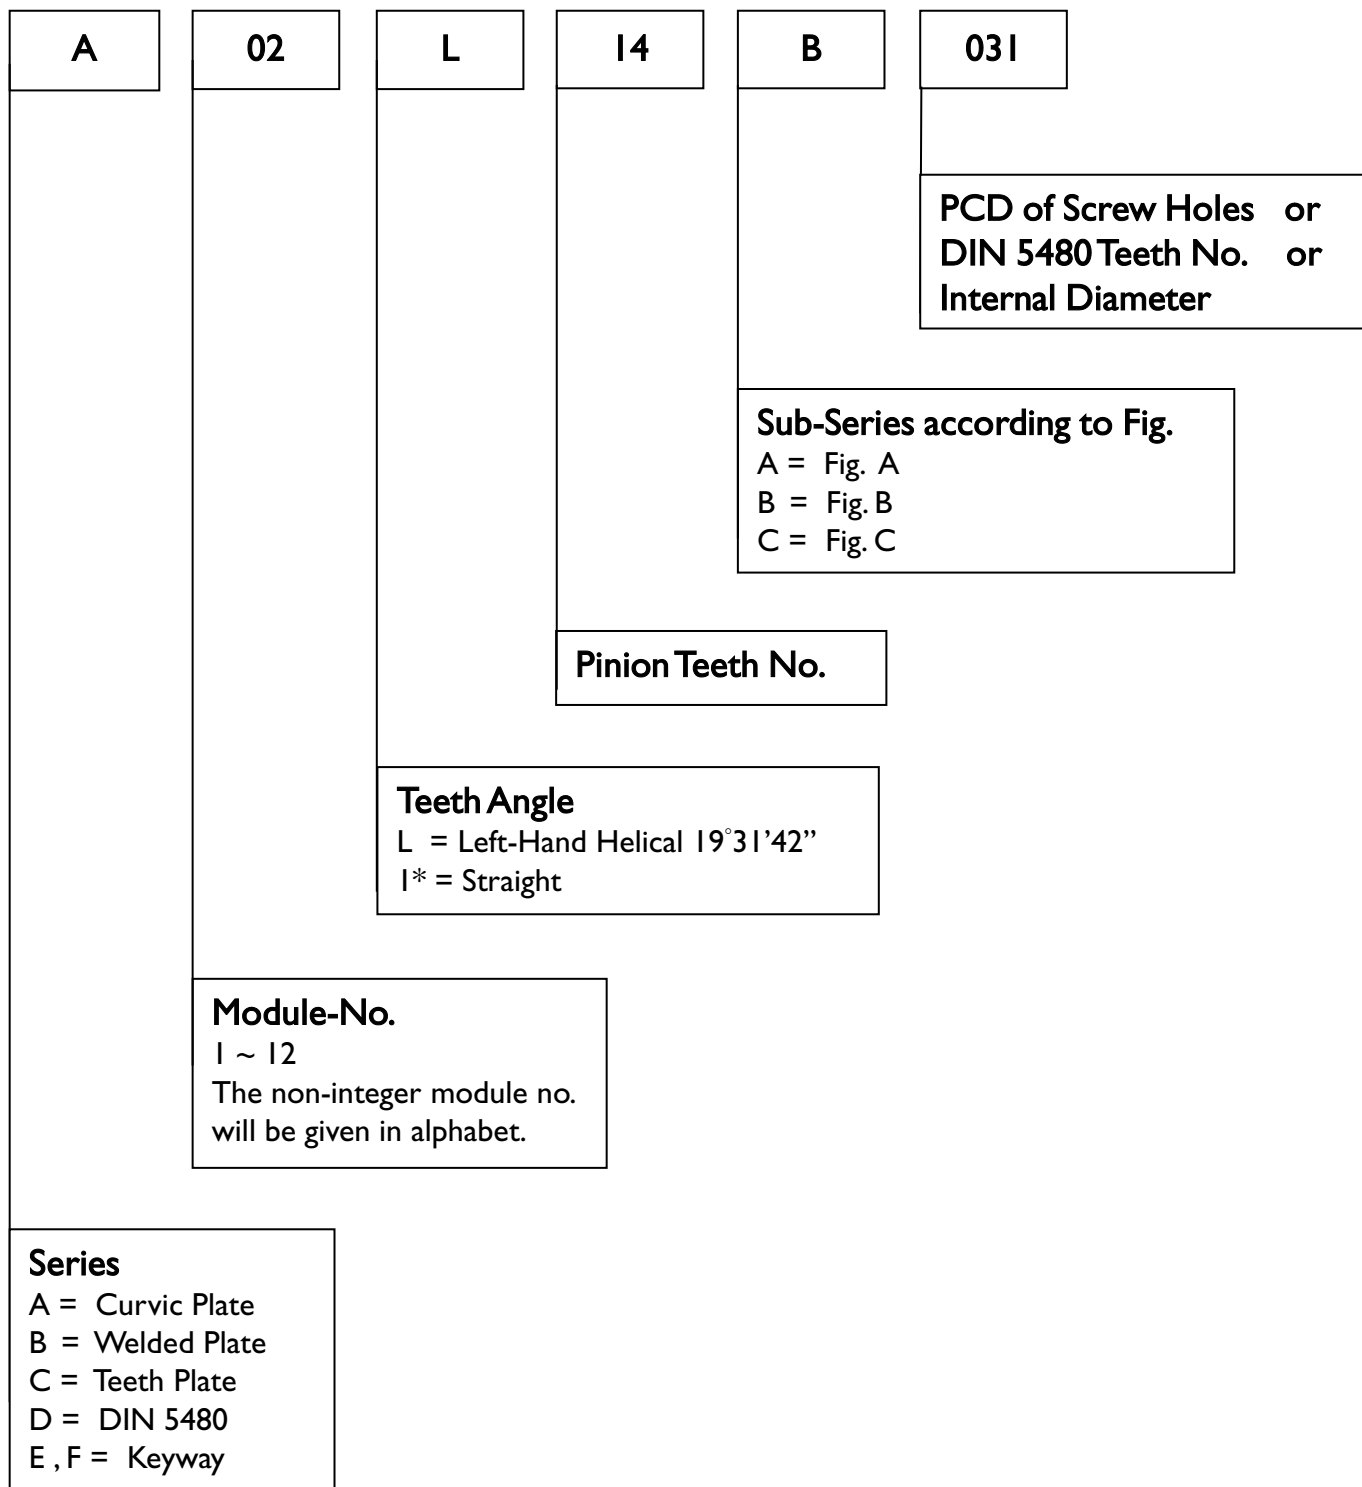 A 02 L 14 B 031
PCD of Screw Holes or
DIN 5480 Teeth No. or
Internal Diameter
Sub-Series according to Fig.
A = Fig. A
B = Fig. B
C = Fig. C
Pinion Teeth No.
Teeth Angle
L = Left-Hand Helical 19°31’42”
1* = Straight
Module-No.
1 ~ 12
The non-integer module no.
will be given in alphabet.
Series
A = Curvic Plate
B = Welded Plate
C = Teeth Plate
D = DIN 5480
E , F = Keyway